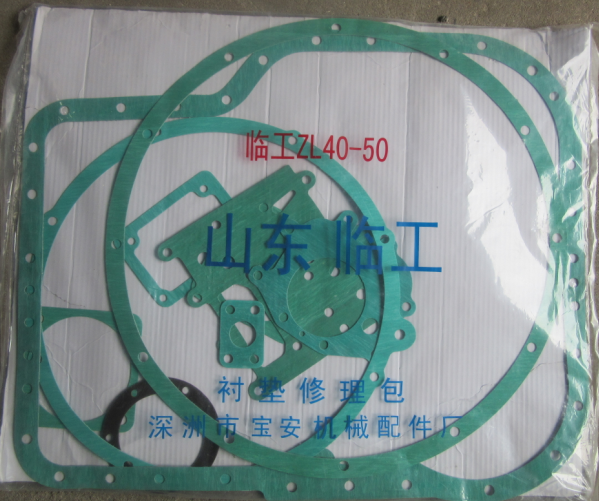 临工ZL40-50
山东 临工
衬垫修理包
深洲市宝安机械配件厂